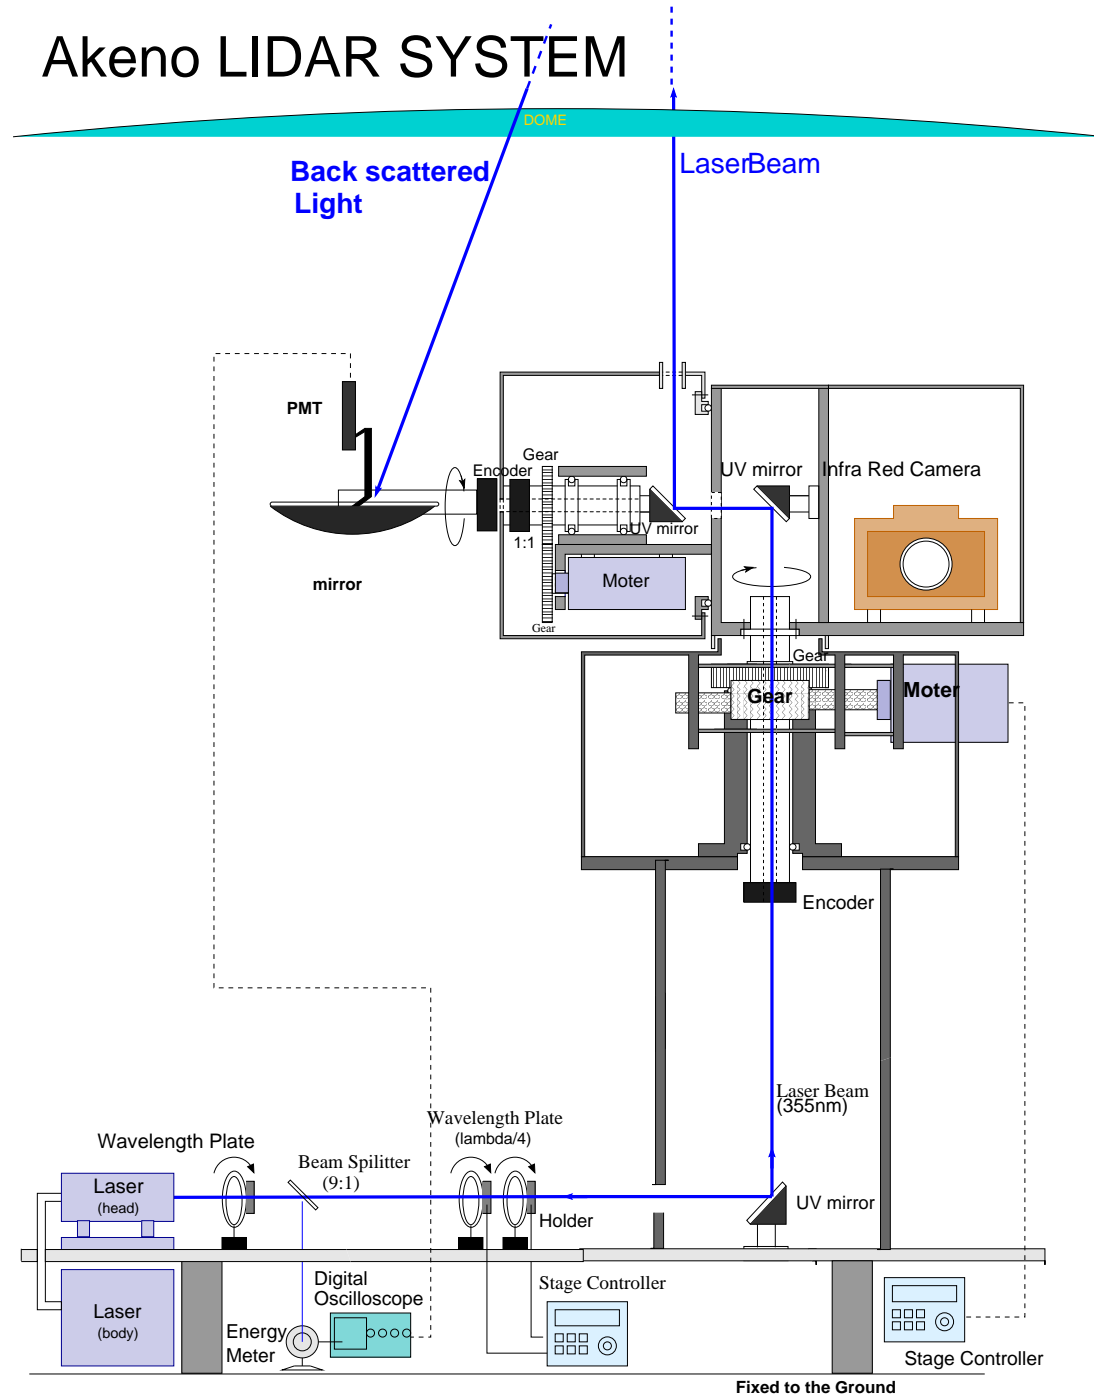 Akeno LIDAR SYSTEM
DOME
Back scattered
Light
LaserBeam
PMT
Gear
Encoder
UV mirror
Infra Red Camera
1:1
UV mirror
mirror
Moter
Gear
Gear
Gear
Moter
Encoder
Laser Beam
(355nm)
Wavelength Plate
(lambda/4)
Wavelength Plate
Beam Spilitter
(9:1)
Laser
(head)
Holder
UV mirror
Digital
Oscilloscope
Stage Controller
Laser
(body)
Energy
Meter
Stage Controller
Fixed to the Ground